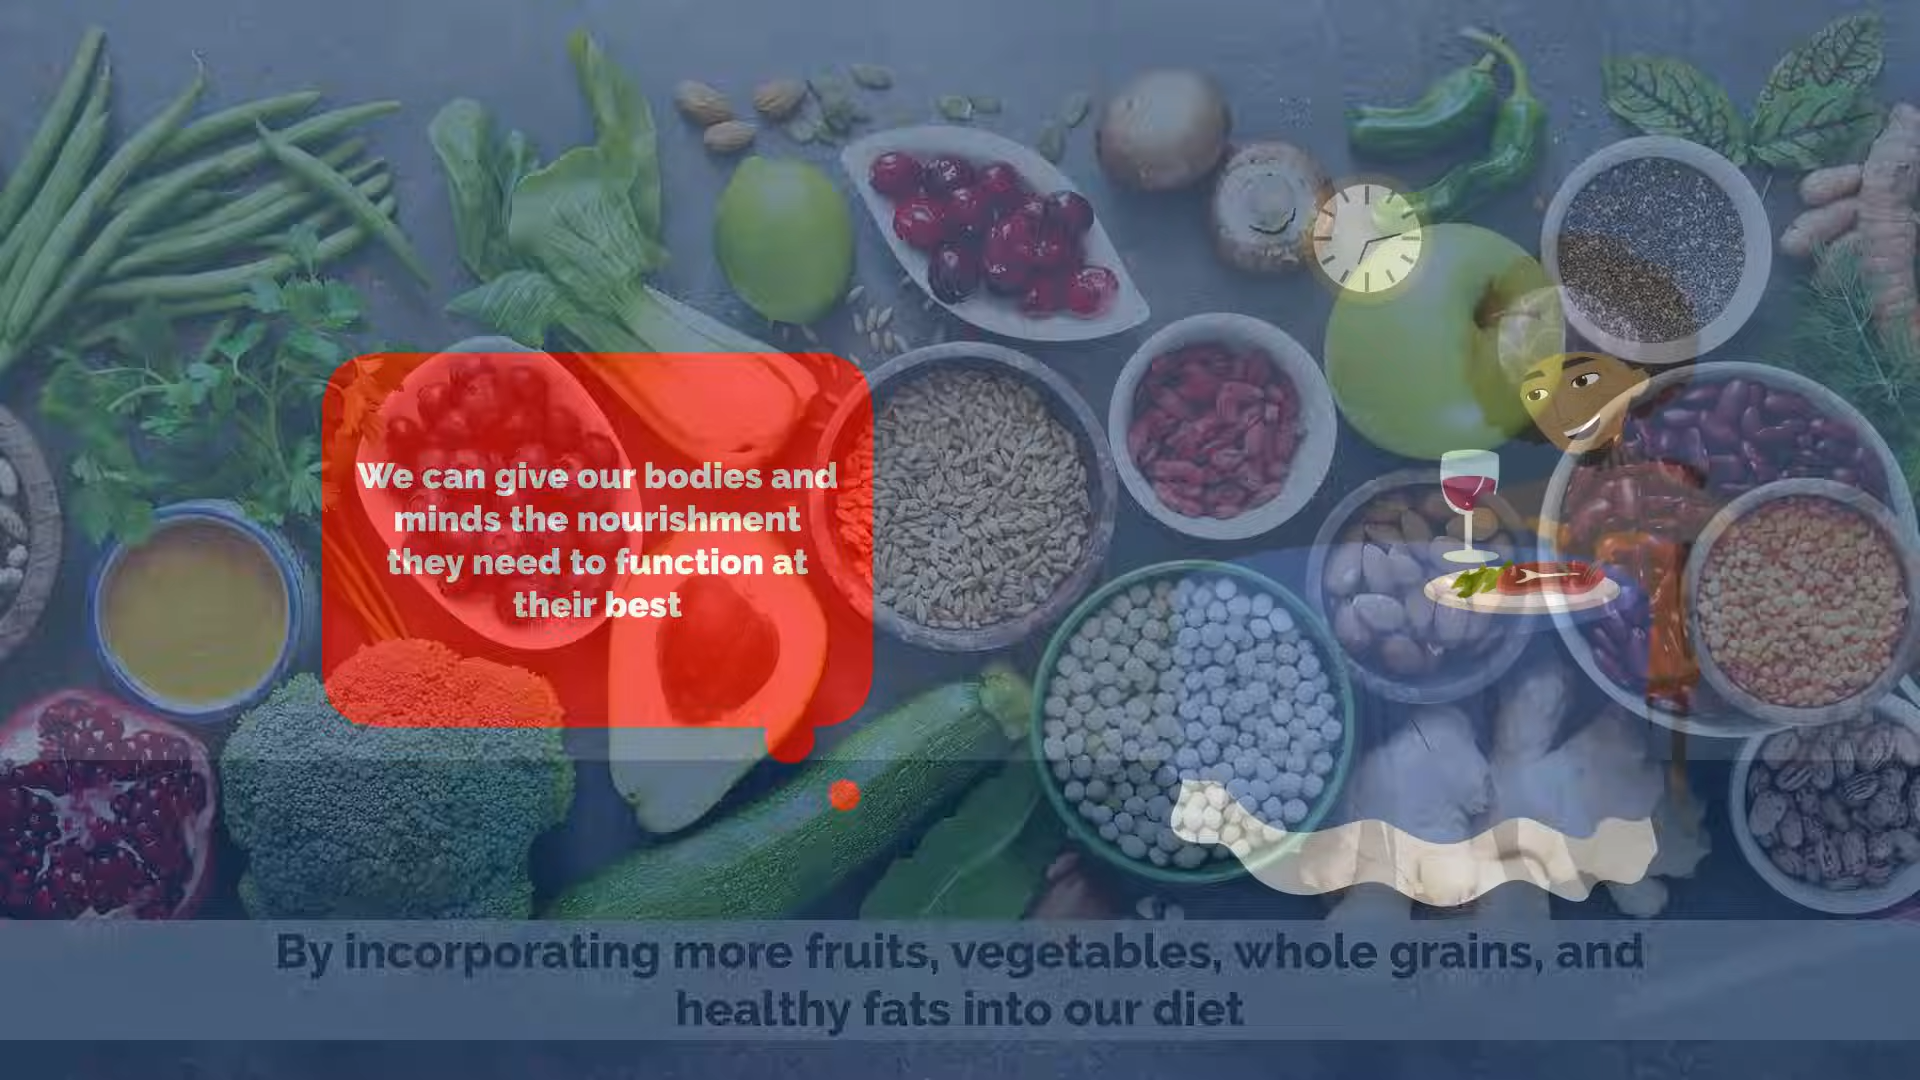 We can give our bodies and
minds the nourishment
they need to function at
their best
By incorporating more fruits, vegetables, whole grains, and
healthy fats into our diet